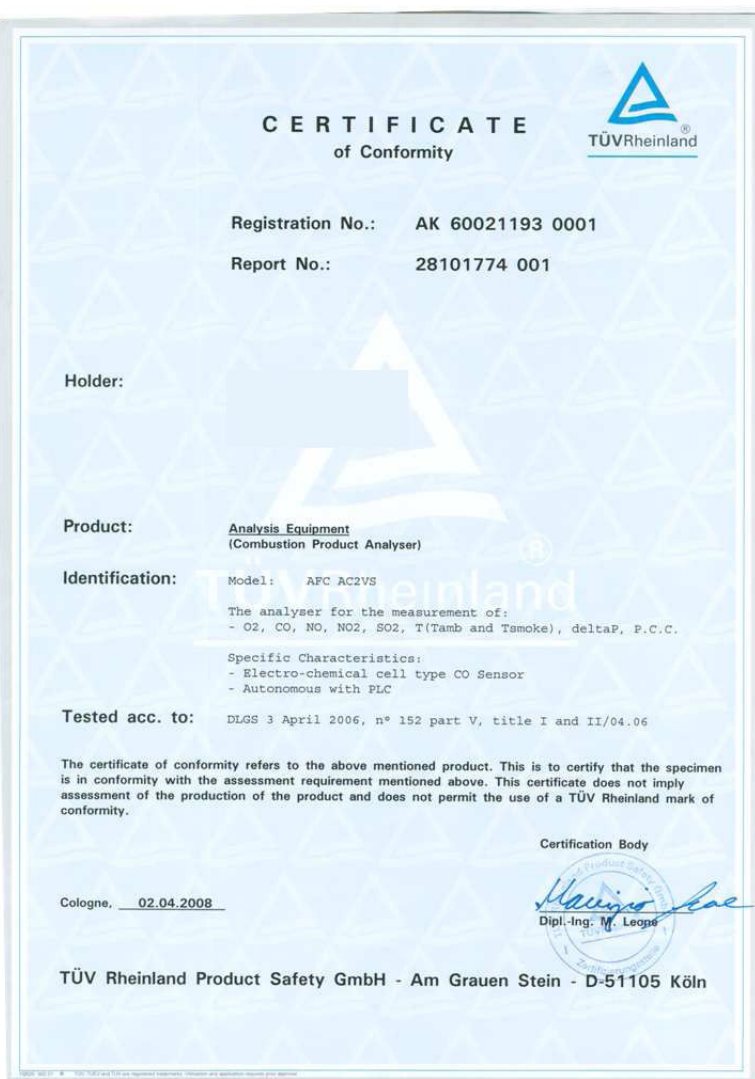 CERTIFICATE
of Conformity
TÜVRheinland®
Registration No.: AK 60021193 0001
Report No.: 28101774 001
Holder:
Product: Analysis Equipment
(Combustion Product Analyser)
Identification: Model: AFC AC2VS
TÜVRheinland®
The analyser for the measurement of:
- O2, CO, NO, NO2, SO2, T(Tamb and Tsmoke), deltaP, P.C.C.
Specific Characteristics:
- Electro-chemical cell type CO Sensor
- Autonomous with PLC
Tested acc. to: DLGS 3 April 2006, n° 152 part V, title I and II/04.06
The certificate of conformity refers to the above mentioned product. This is to certify that the specimen
is in conformity with the assessment requirement mentioned above. This certificate does not imply
assessment of the production of the product and does not permit the use of a TÜV Rheinland mark of
conformity.
Certification Body
Cologne, 02.04.2008
Dipl.-Ing. M. Leone
Zertifizierungsstelle
TÜV Rheinland Product Safety GmbH - Am Grauen Stein - D-51105 Köln